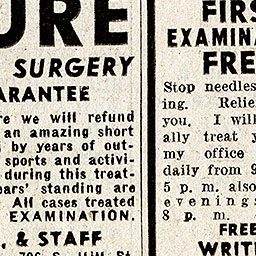 URE
SURGERY
ARANTEE
re we will refund
an amazing short
by years of out-
sports and activi-
during this treat-
ears' standing are
All cases treated
EXAMINATION.
. & STAFF
FIRS
EXAMINA
FRE
Stop needles
ing. Relie
you. I will
ally treat y
my office
daily from 9
5 p. m. also
evenings
8 p. m.
FREE
WRITE